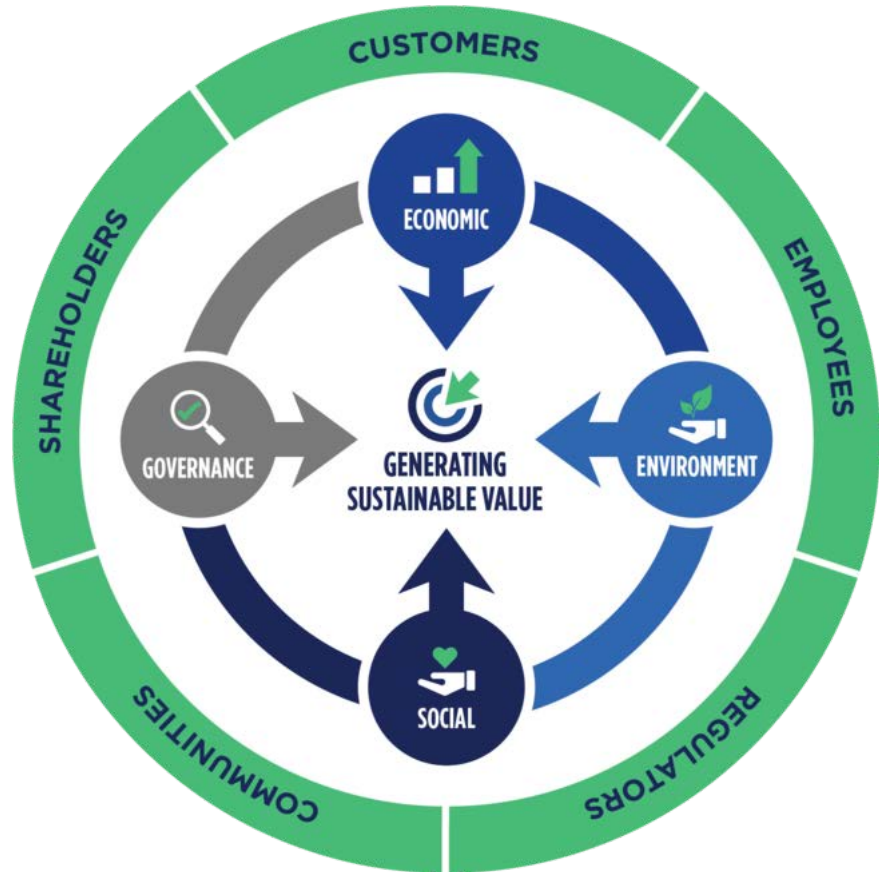 CUSTOMERS
EMPLOYEES
REGULATORS
COMMUNITIES
SHAREHOLDERS
ECONOMIC
ENVIRONMENT
SOCIAL
GOVERNANCE
GENERATING
SUSTAINABLE VALUE